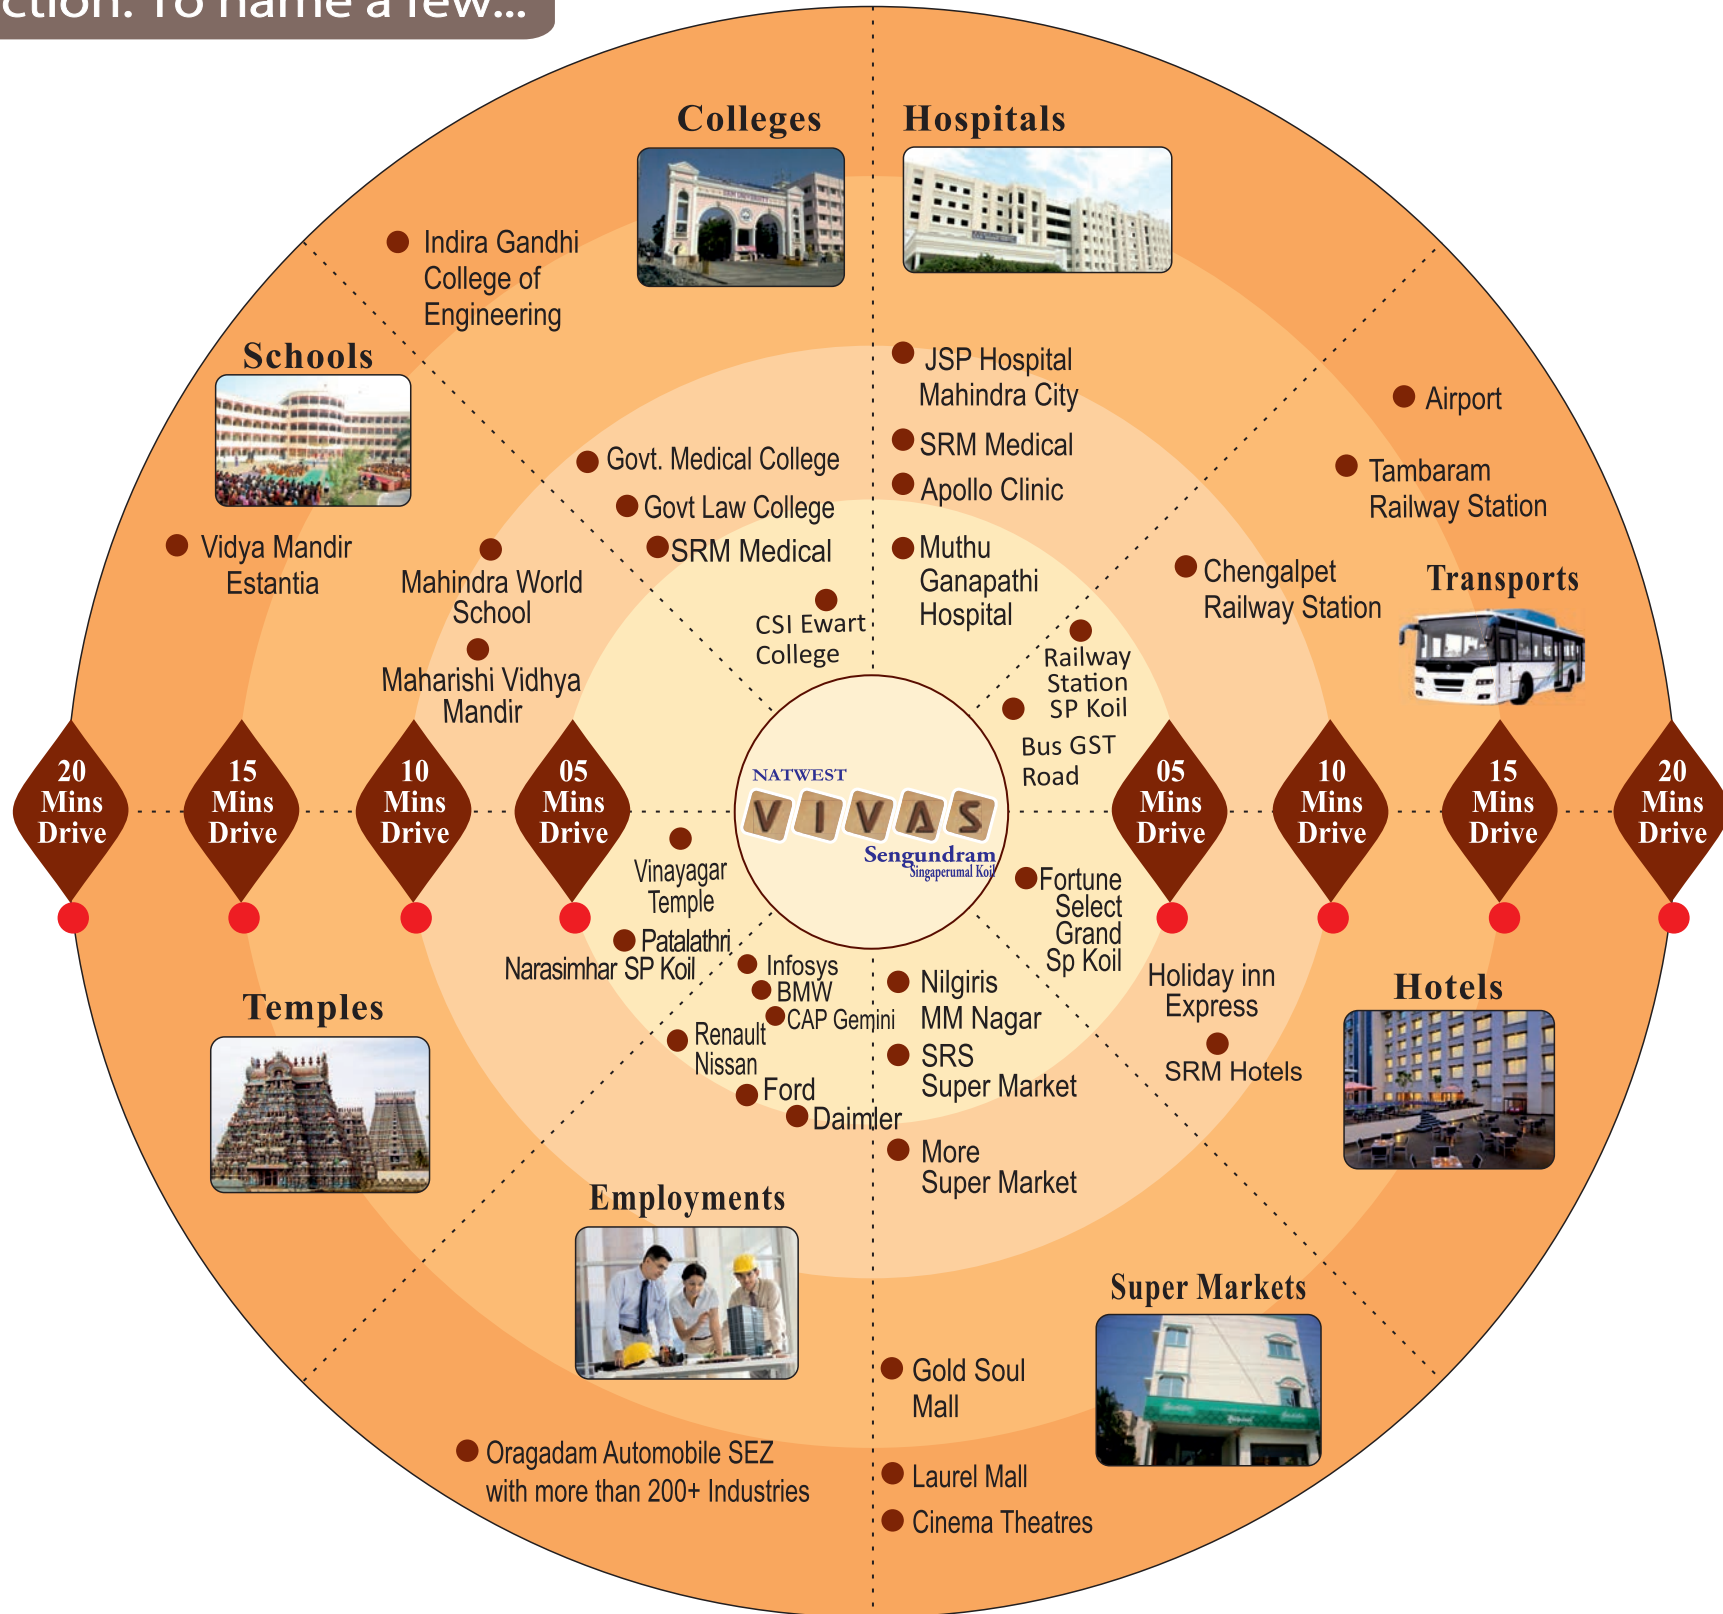 ction. To name a few...
Colleges
Hospitals
Indira Gandhi
College of
Engineering
Schools
JSP Hospital
Mahindra City
SRM Medical
Apollo Clinic
Muthu
Ganapathi
Hospital
Govt. Medical College
Govt Law College
SRM Medical
CSI Ewart
College
Vidya Mandir
Estantia
Mahindra World
School
Maharishi Vidhya
Mandir
Airport
Tambaram
Railway Station
Chengalpet
Railway Station
Transports
Railway
Station
SP Koil
Bus GST
Road
20
Mins
Drive
15
Mins
Drive
10
Mins
Drive
05
Mins
Drive
NATWEST
VIVAS
Sengundram
Singaperumal Koil
05
Mins
Drive
10
Mins
Drive
15
Mins
Drive
20
Mins
Drive
Vinayagar
Temple
Patalathri
Narasimhar SP Koil
Temples
Fortune
Select
Grand
Sp Koil
Holiday inn
Express
SRM Hotels
Hotels
Infosys
BMW
CAP Gemini
Renault
Nissan
Ford
Daimler
Employments
Nilgiris
MM Nagar
SRS
Super Market
More
Super Market
Super Markets
Gold Soul
Mall
Laurel Mall
Cinema Theatres
Oragadam Automobile SEZ
with more than 200+ Industries